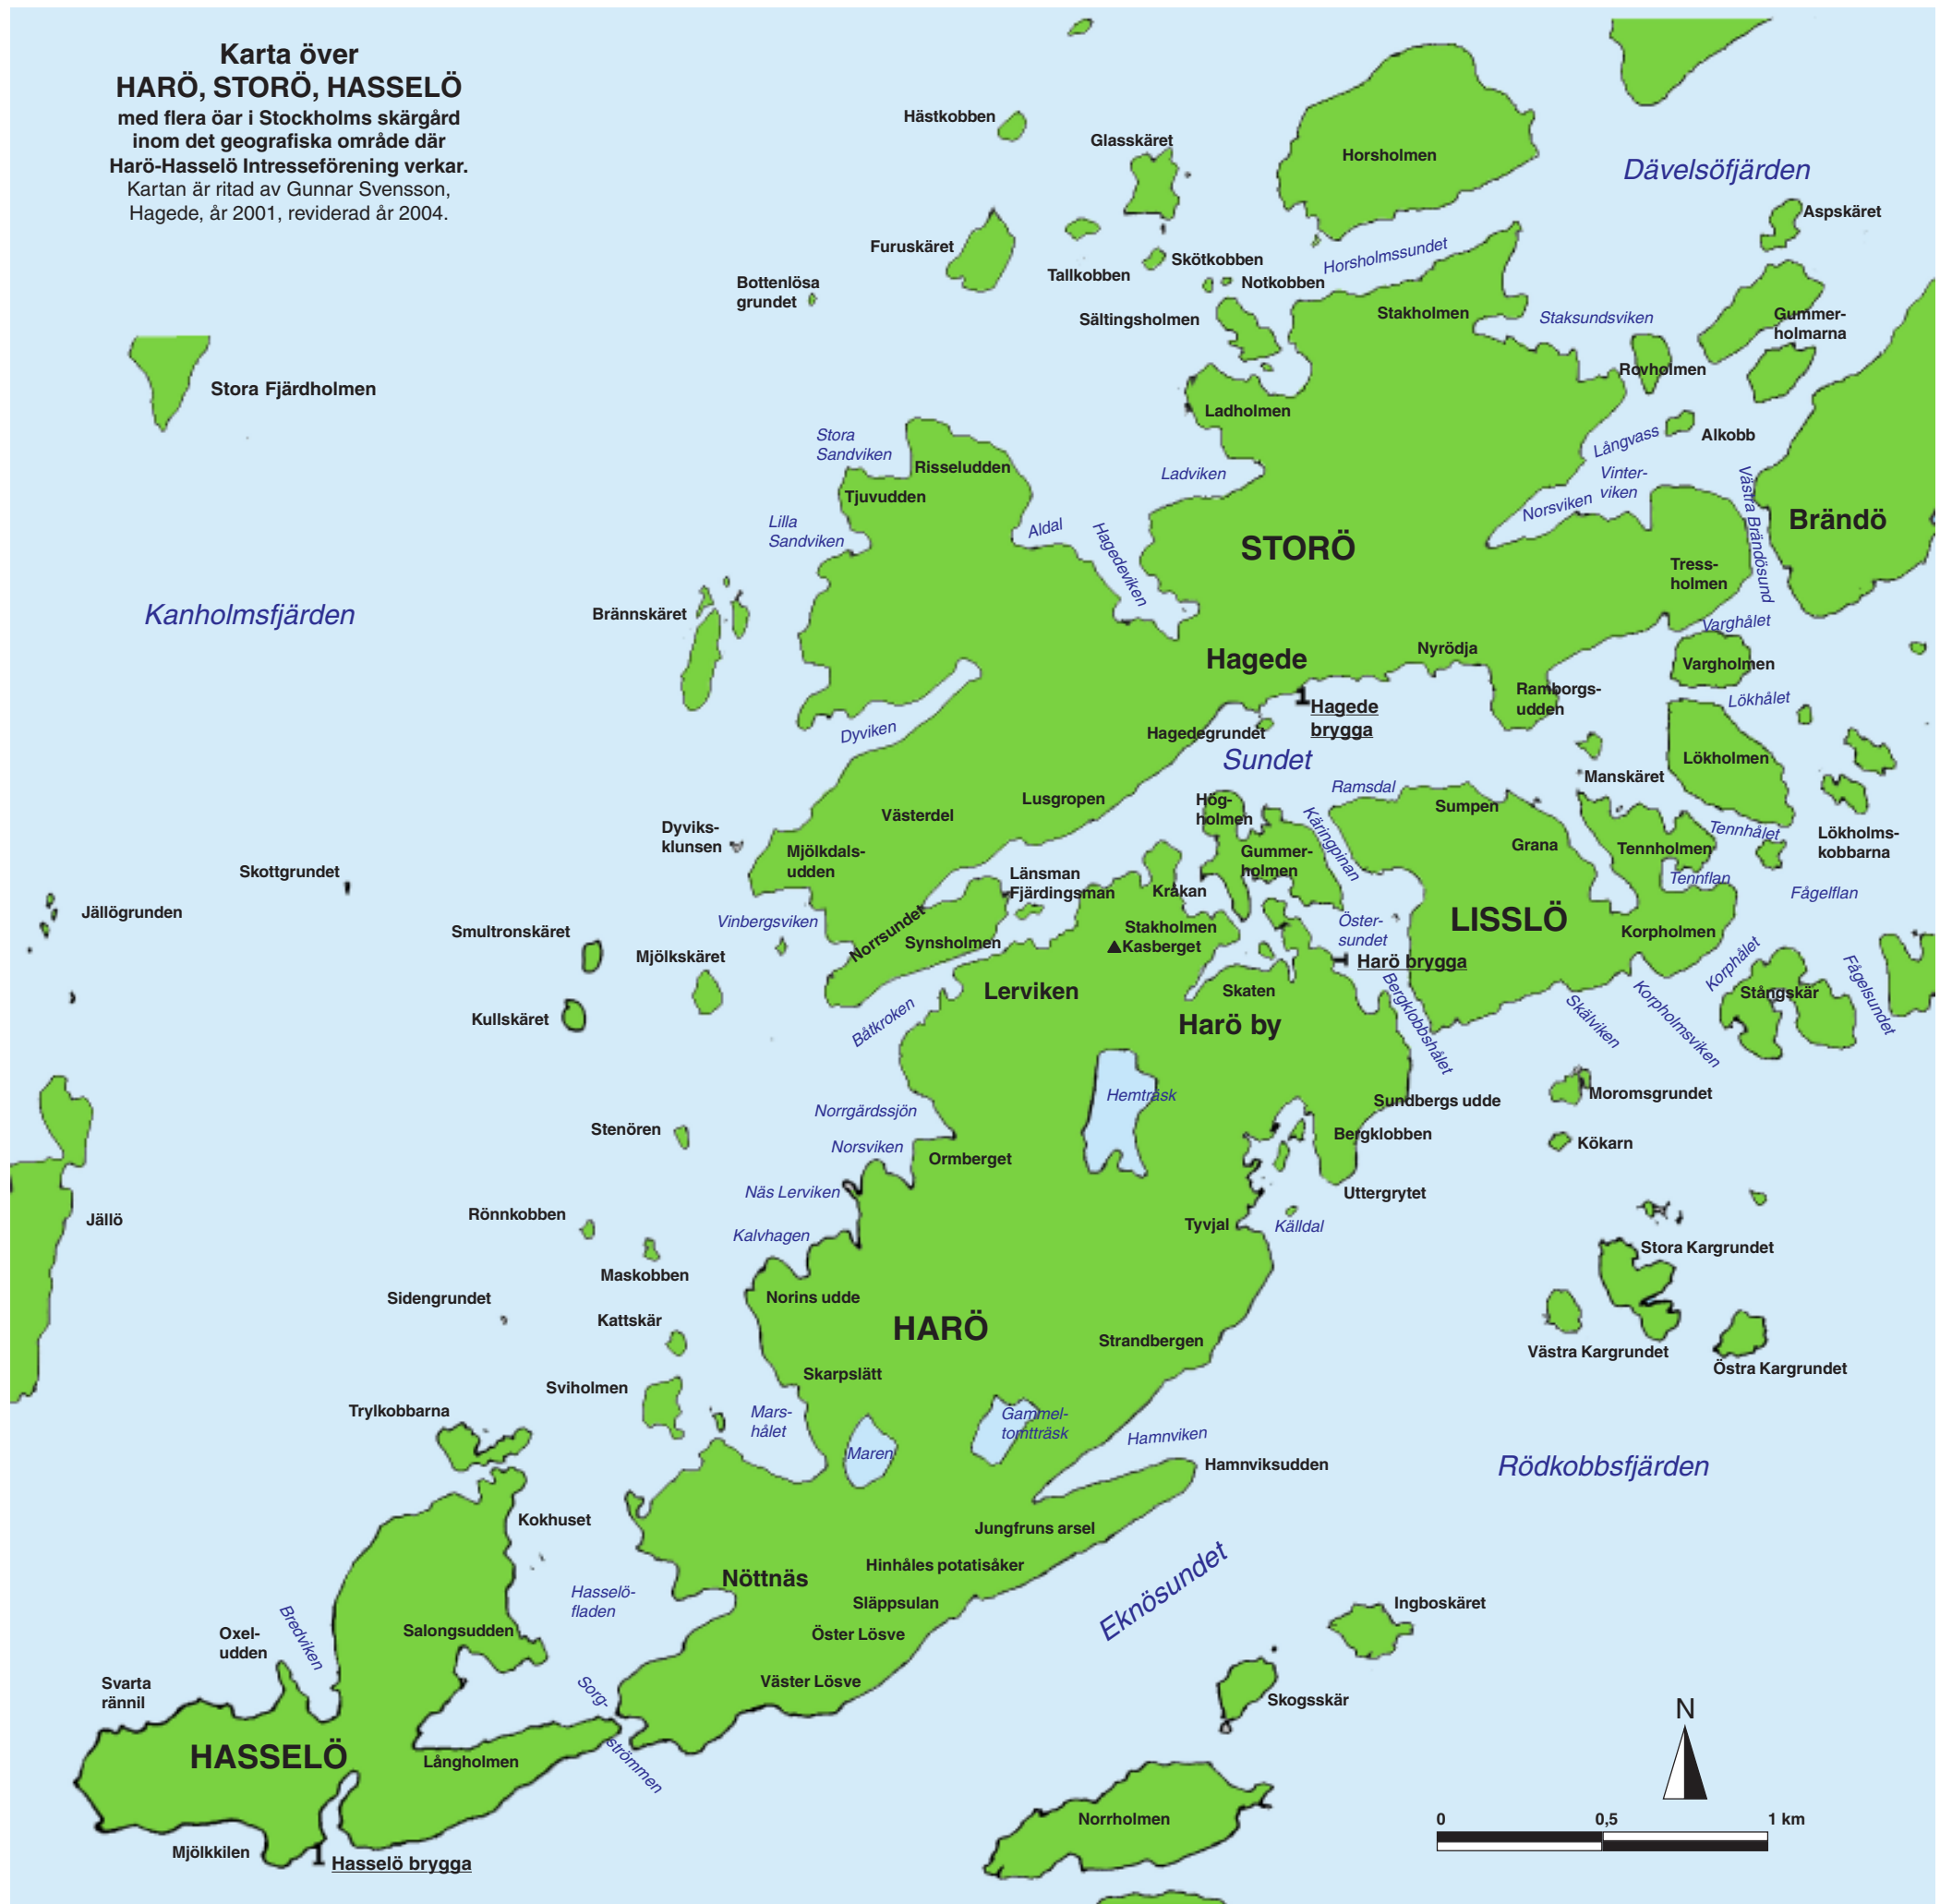 Karta över
HARÖ, STORÖ, HASSELÖ
med flera öar i Stockholms skärgård
inom det geografiska område där
Harö-Hasselö Intresseförening verkar.
Kartan är ritad av Gunnar Svensson,
Hagede, år 2001, reviderad år 2004.
Hästkobben
Glasskäret
Horsholmen
Dävelsöfjärden
Aspskäret
Furuskäret
Skötkobben
Horsholmssundet
Tallkobben
Notkobben
Bottenlösa
grundet
Sältingsholmen
Stakholmen
Staksundsviken
Gummer-
holmarna
Rovholmen
Stora Fjärdholmen
Ladholmen
Alkobb
Långvass
Stora
Sandviken
Risseludden
Tjuvudden
Ladviken
Vinter-
viken
Norsviken
Västra Brändösund
Brändö
Lilla
Sandviken
Aldal
Hagedeviken
STORÖ
Tress-
holmen
Kanholmsfjärden
Brännskäret
Varghålet
Hagede
Nyrödja
Vargholmen
Ramborgs-
udden
Lökhålet
Hagede
brygga
Dyviken
Hagedegrundet
Sundet
Lökholmen
Manskäret
Ramsdal
Lusgropen
Hög-
holmen
Sumpen
Västerdel
Käringpinan
Dyviks-
klunsen
Mjölkdals-
udden
Gummer-
holmen
Grana
Tennholmen
Tennhålet
Lökholms-
kobbarna
Skottgrundet
Länsman
Fjärdingsman
Kråkan
Tennflan
Fågelflan
Jällögrunden
Vinbergsviken
Norrsundet
Smultronskäret
Synsholmen
Stakholmen
Kasberget
Öster-
sundet
LISSLÖ
Korpholmen
Mjölkskäret
Harö brygga
Korphålet
Fågelsundet
Lerviken
Skaten
Stångskär
Kullskäret
Båtkroken
Harö by
Bergklobbshålet
Skälviken
Korpholmsviken
Hemträsk
Sundbergs udde
Moromsgrundet
Norrgärdssjön
Stenören
Norsviken
Bergklobben
Kökarn
Ormberget
Näs Lerviken
Uttergrytet
Jällö
Rönnkobben
Kalvhagen
Tyvjal
Källdal
Stora Kargrundet
Maskobben
Sidengrundet
Norins udde
Kattskär
HARÖ
Strandbergen
Västra Kargrundet
Östra Kargrundet
Skarpslätt
Sviholmen
Trylkobbarna
Mars-
hålet
Gammel-
tomtträsk
Maren
Hamnviken
Hamnviksudden
Rödkobbsfjärden
Kokhuset
Jungfruns arsel
Hinhåles potatisåker
Nöttnäs
Hasselö-
fladen
Släppsulan
Eknösundet
Ingboskäret
Bredviken
Salongsudden
Öster Lösve
Oxel-
udden
Väster Lösve
Svarta
rännil
Sorg-
strömmen
Skogsskär
N
HASSELÖ
Långholmen
Norrholmen
0 0,5 1 km
Mjölkkilen
Hasselö brygga